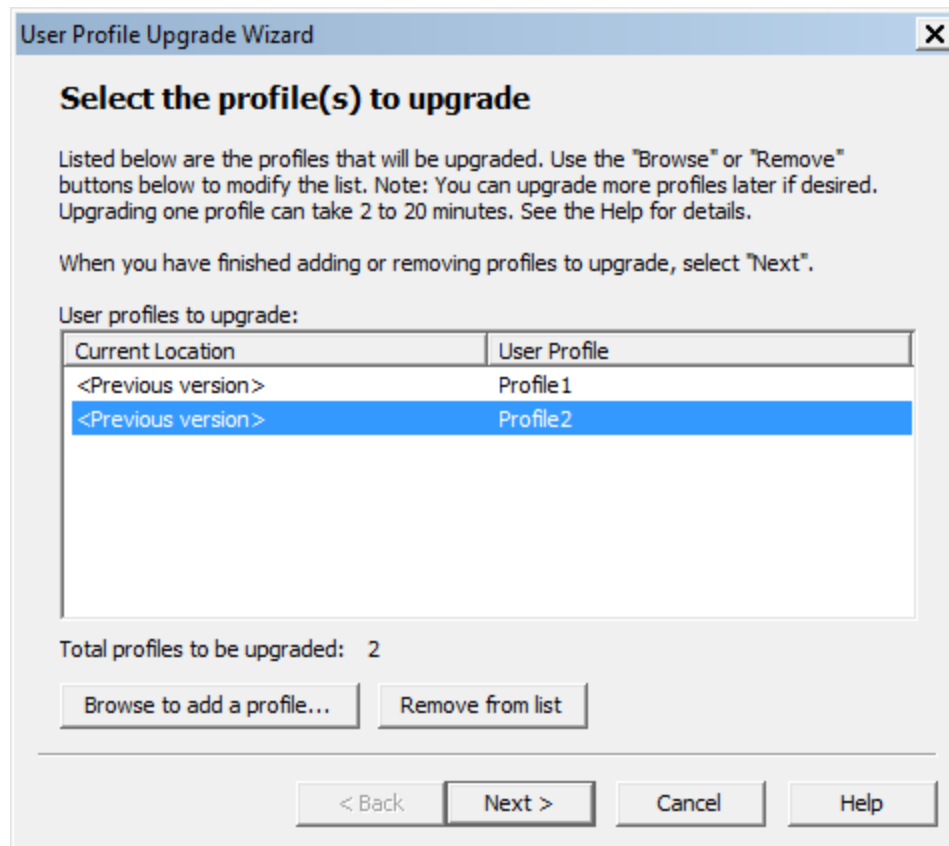 User Profile Upgrade Wizard
Select the profile(s) to upgrade
Listed below are the profiles that will be upgraded. Use the "Browse" or "Remove"
buttons below to modify the list. Note: You can upgrade more profiles later if desired.
Upgrading one profile can take 2 to 20 minutes. See the Help for details.
When you have finished adding or removing profiles to upgrade, select "Next".
User profiles to upgrade:
Current Location User Profile
<Previous version> Profile1
<Previous version> Profile2
Total profiles to be upgraded: 2
Browse to add a profile... Remove from list
< Back Next > Cancel Help